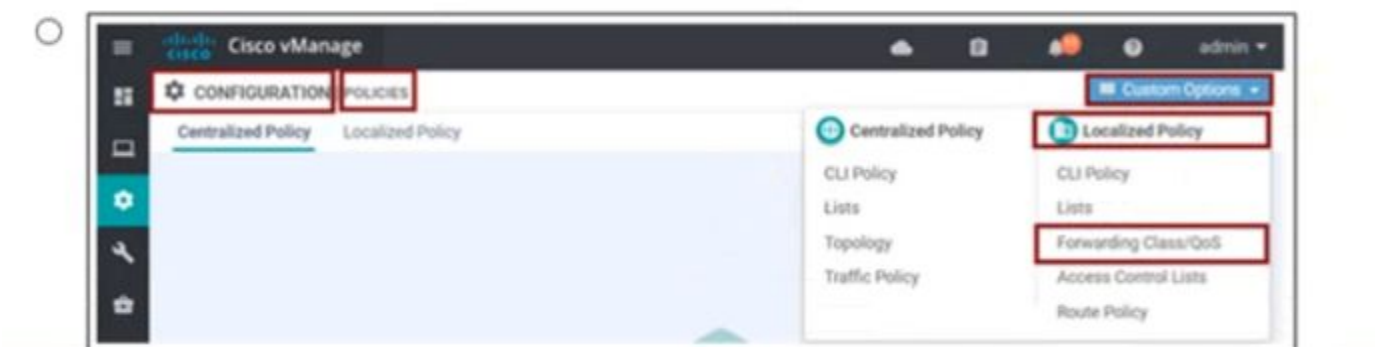 CISCO Cisco vManage admin
CONFIGURATION POLICIES Custom Options
Centralized Policy Localized Policy Centralized Policy Localized Policy
CLI Policy CLI Policy
Lists Lists
Topology Forwarding Class/QoS
Traffic Policy Access Control Lists
Route Policy